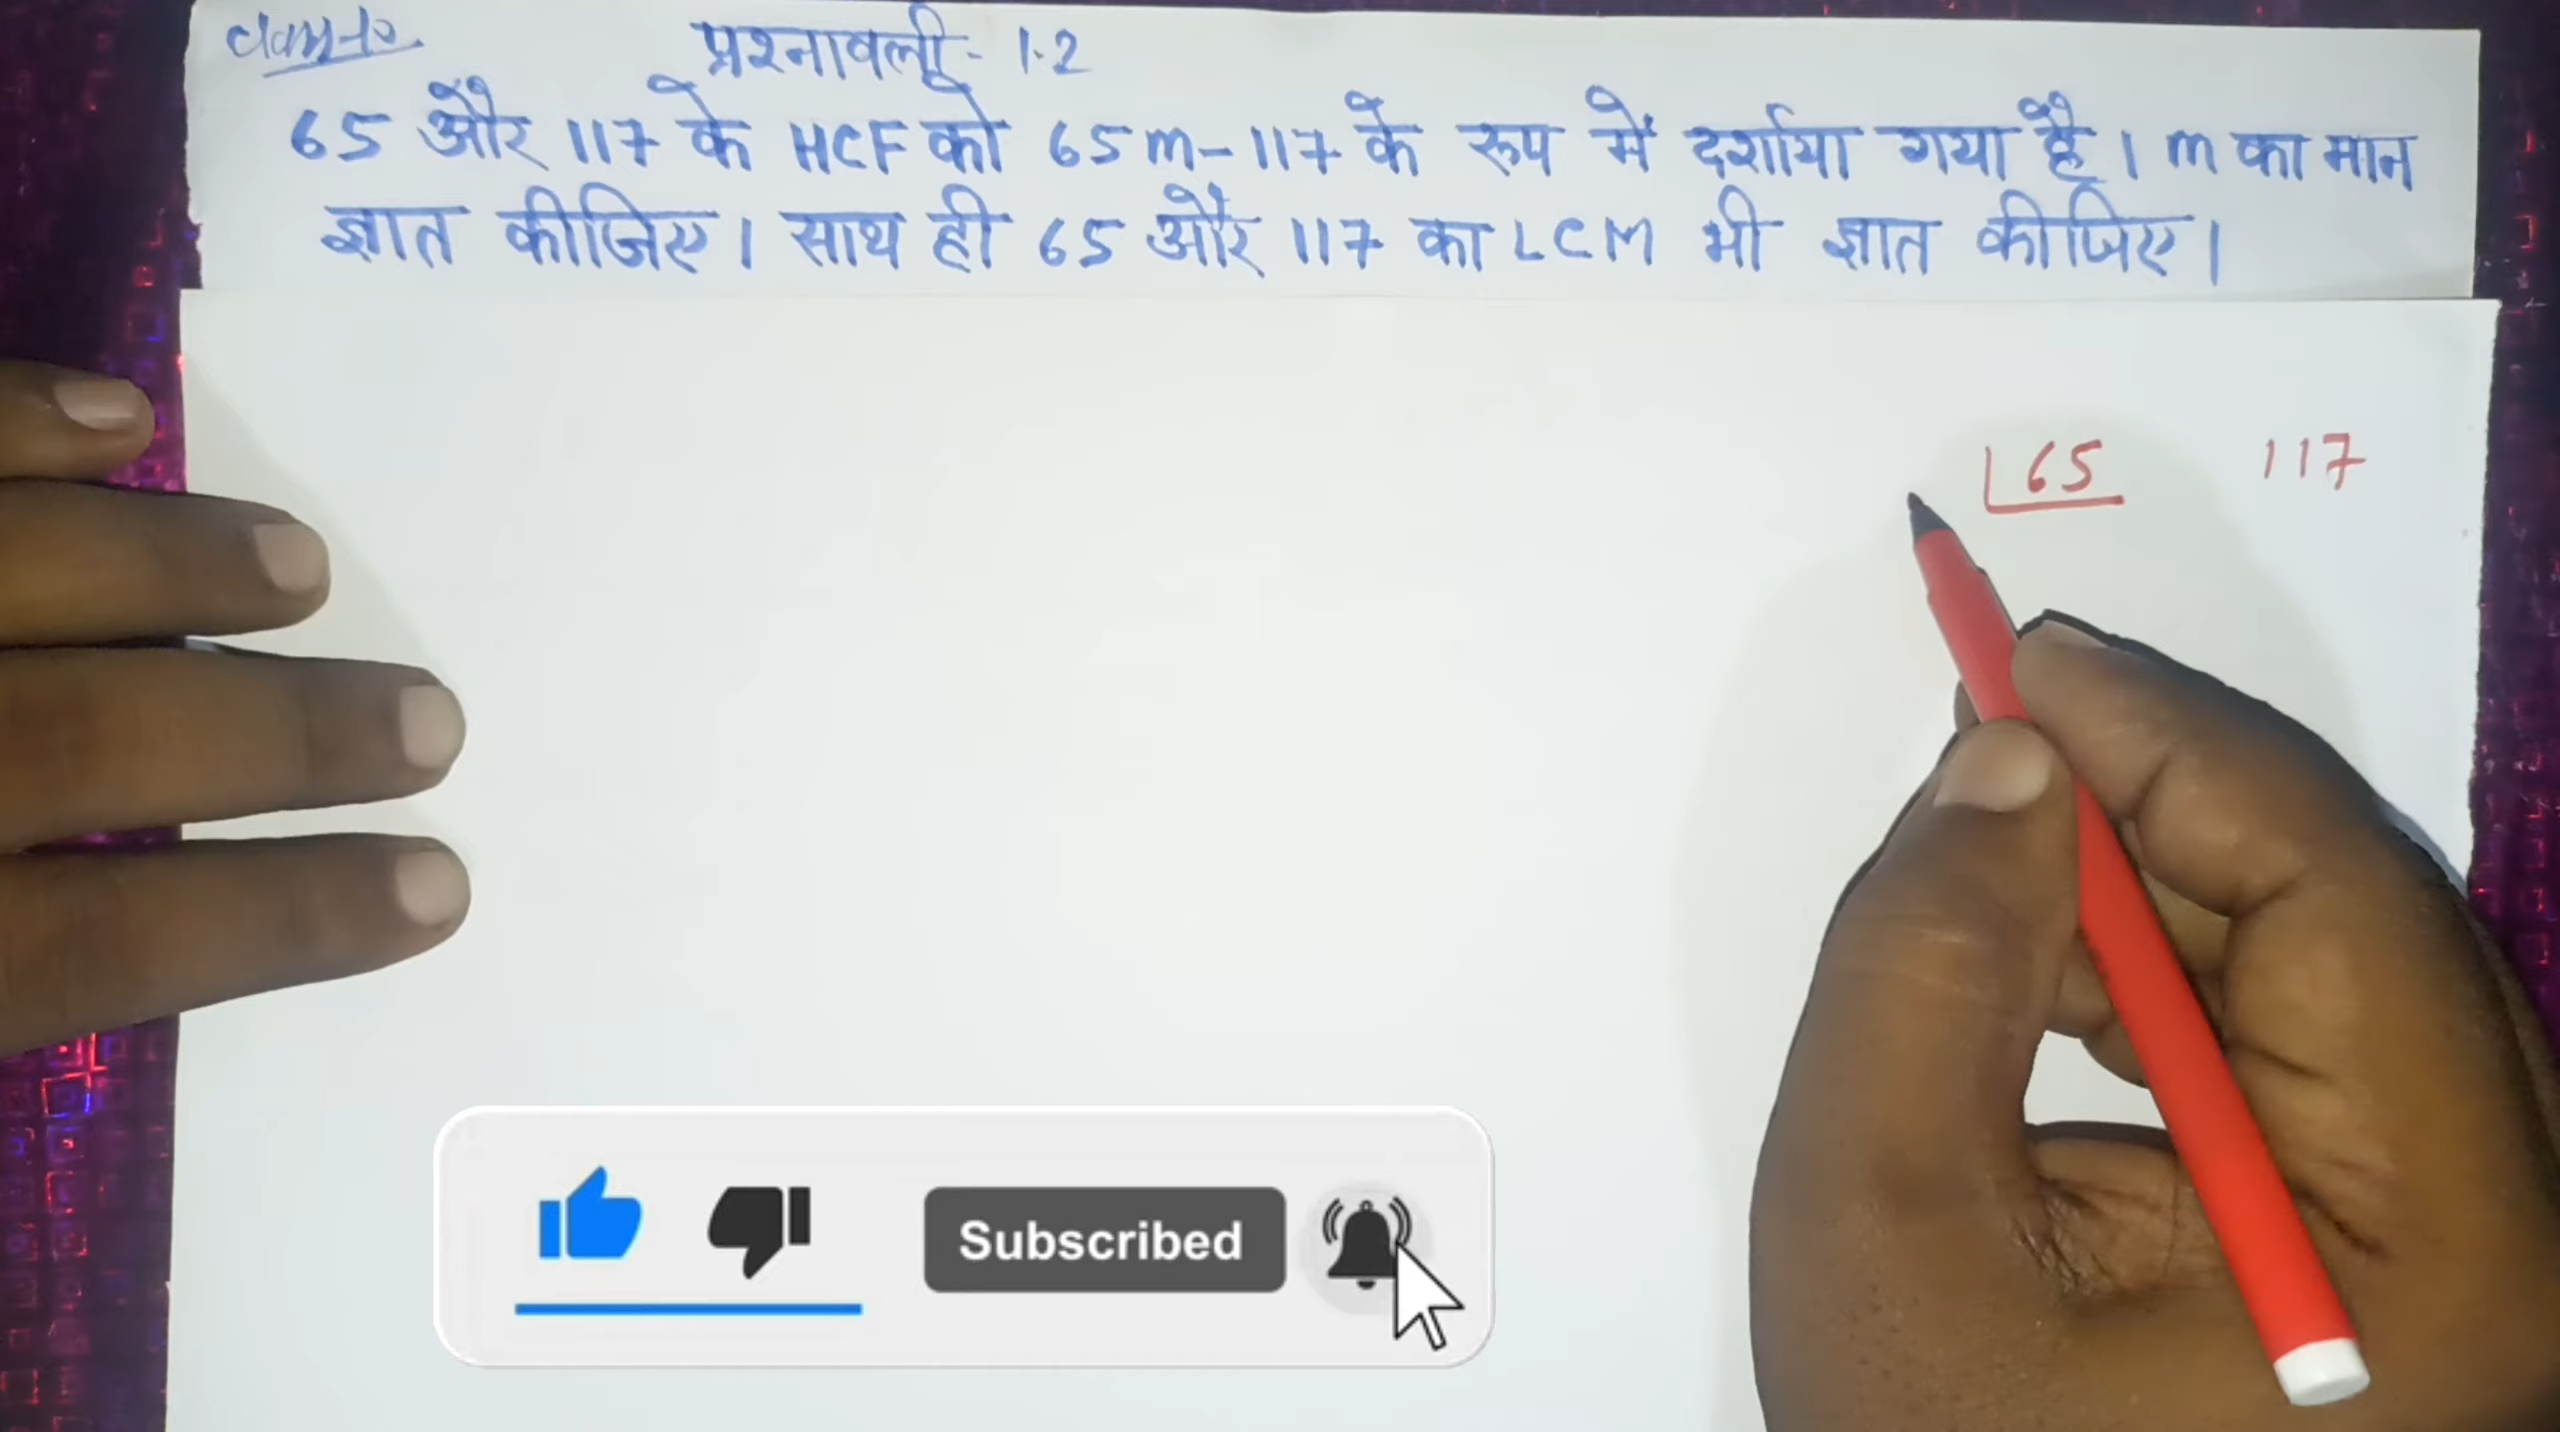 class-10
प्रश्नावली - 1.2
65 और 117 के HCF को 65m-117 के रूप में दर्शाया गया है। m का मान
ज्ञात कीजिए। साथ ही 65 और 117 का LCM भी ज्ञात कीजिए।
65 117
Subscribed